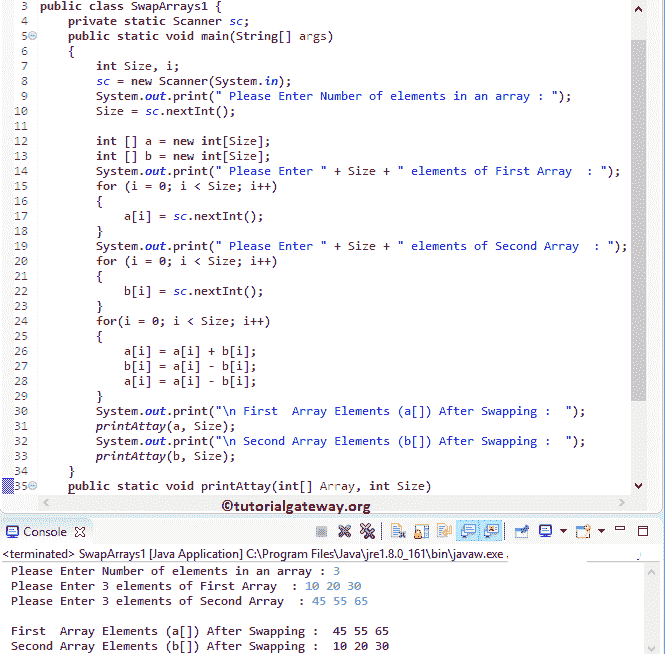 3 public class SwapArrays1 {
4 private static Scanner sc;
5 public static void main(String[] args)
6 {
7 int Size, i;
8 sc = new Scanner(System.in);
9 System.out.print(" Please Enter Number of elements in an array : ");
10 Size = sc.nextInt();
11
12 int [] a = new int[Size];
13 int [] b = new int[Size];
14 System.out.print(" Please Enter " + Size + " elements of First Array  : ");
15 for (i = 0; i < Size; i++)
16 {
17 a[i] = sc.nextInt();
18 }
19 System.out.print(" Please Enter " + Size + " elements of Second Array  : ");
20 for (i = 0; i < Size; i++)
21 {
22 b[i] = sc.nextInt();
23 }
24 for(i = 0; i < Size; i++)
25 {
26 a[i] = a[i] + b[i];
27 b[i] = a[i] - b[i];
28 a[i] = a[i] - b[i];
29 }
30 System.out.print("\n First  Array Elements (a[]) After Swapping :  ");
31 printAttay(a, Size);
32 System.out.print("\n Second Array Elements (b[]) After Swapping :  ");
33 printAttay(b, Size);
34 }
35 public static void printAttay(int[] Array, int Size)
©tutorialgateway.org
Console
<terminated> SwapArrays1 [Java Application] C:\Program Files\Java\jre1.8.0_161\bin\javaw.exe
Please Enter Number of elements in an array : 3
Please Enter 3 elements of First Array  : 10 20 30
Please Enter 3 elements of Second Array  : 45 55 65
First  Array Elements (a[]) After Swapping :  45 55 65
Second Array Elements (b[]) After Swapping :  10 20 30